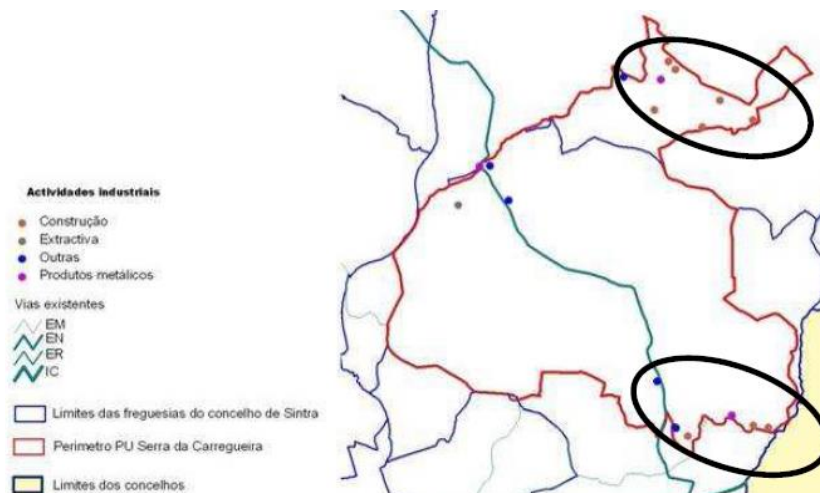 Actividades industriais
Construção
Extractiva
Outras
Produtos metálicos
Vias existentes
EM
EN
ER
IC
Limites das freguesias do concelho de Sintra
Perimetro PU Serra da Carregueira
Limites dos concelhos